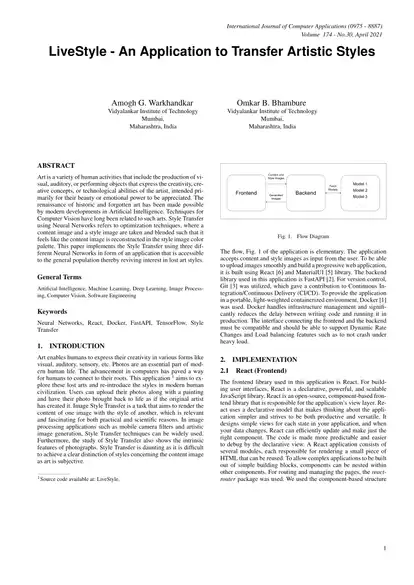 International Journal of Computer Applications (0975 - 8887)
Volume 174 - No.30, April 2021
LiveStyle - An Application to Transfer Artistic Styles
Amogh G. Warkhandkar
Vidyalankar Institute of Technology
Mumbai,
Maharashtra, India
Omkar B. Bhambure
Vidyalankar Institute of Technology
Mumbai,
Maharashtra, India
ABSTRACT
Art is a variety of human activities that include the production of vi-
sual, auditory, or performing objects that express the creativity, cre-
ative concepts, or technological abilities of the artist, intended pri-
marily for their beauty or emotional power to be appreciated. The
renaissance of historic and forgotten art has been made possible
by modern developments in Artificial Intelligence. Techniques for
Computer Vision have long been related to such arts. Style Transfer
using Neural Networks refers to optimization techniques, where a
content image and a style image are taken and blended such that it
feels like the content image is reconstructed in the style image color
palette. This paper implements the Style Transfer using three dif-
ferent Neural Networks in form of an application that is accessible
to the general population thereby reviving interest in lost art styles.
General Terms
Artificial Intelligence, Machine Learning, Deep Learning, Image Process-
ing, Computer Vision, Software Engineering
Keywords
Neural Networks, React, Docker, FastAPI, TensorFlow, Style
Transfer
1. INTRODUCTION
Art enables humans to express their creativity in various forms like
visual, auditory, sensory, etc. Photos are an essential part of mod-
ern human life. The advancement in computers has paved a way
for humans to connect to their roots. This application 1 aims to ex-
plore these lost arts and re-introduce the styles in modern human
civilization. Users can upload their photos along with a painting
and have their photo brought back to life as if the original artist
has created it. Image Style Transfer is a task that aims to render the
content of one image with the style of another, which is relevant
and fascinating for both practical and scientific reasons. In image
processing applications such as mobile camera filters and artistic
image generation, Style Transfer techniques can be widely used.
Furthermore, the study of Style Transfer also shows the intrinsic
features of photographs. Style Transfer is daunting as it is difficult
to achieve a clear distinction of styles concerning the content image
as art is subjective.
1 Source code available at: LiveStyle.
Frontend
Content and
Style Images
Generated
Images
Backend
Model 1
Model 2
Model 3
Fig. 1. Flow Diagram
The flow, Fig. 1 of the application is elementary. The application
accepts content and style images as input from the user. To be able
to upload images smoothly and build a progressive web application,
it is built using React [6] and MaterialUI [5] library. The backend
library used in this application is FastAPI [2]. For version control,
Git [3] was utilized, which gave a contribution to Continuous In-
tegration/Continuous Delivery (CI/CD). To provide the application
in a portable, light-weight containerized environment, Docker [1]
was used. Docker handles infrastructure management and signifi-
cantly reduces the delay between writing code and running it in
production. The interface connecting the frontend and the backend
must be compatible and should be able to support Dynamic Rate
Changes and Load balancing features such as to not crash under
heavy load.
2. IMPLEMENTATION
2.1 React (Frontend)
The frontend library used in this application is React. For build-
ing user interfaces, React is a declarative, powerful, and scalable
JavaScript library. React is an open-source, component-based fron-
tend library that is responsible for the application's view layer. Re-
act uses a declarative model that makes thinking about the appli-
cation simpler and strives to be both productive and versatile. It
designs simple views for each state in your application, and when
your data changes, React can efficiently update and make just the
right component. The code is made more predictable and easier
to debug by the declarative view. A React application consists of
several modules, each responsible for rendering a small piece of
HTML that can be reused. To allow complex applications to be built
out of simple building blocks, components can be nested within
other components. For routing and managing the pages, the react-
router package was used. We used the component-based structure
1